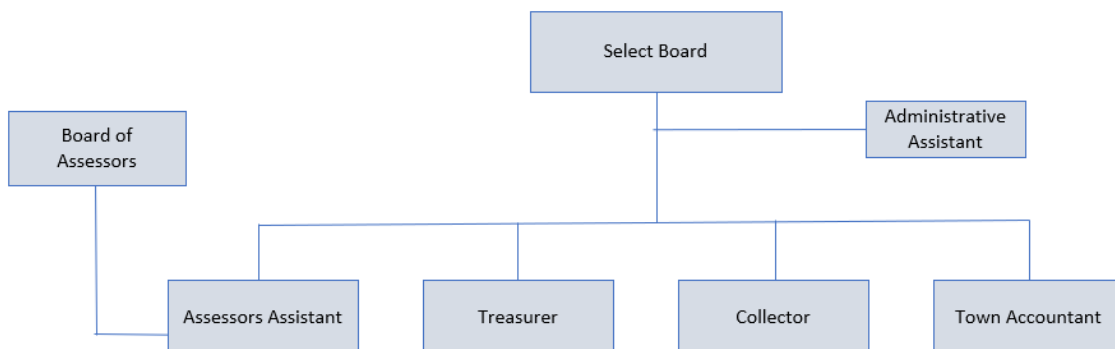 Select Board
Administrative
Assistant
Board of
Assessors
Assessors Assistant
Treasurer
Collector
Town Accountant